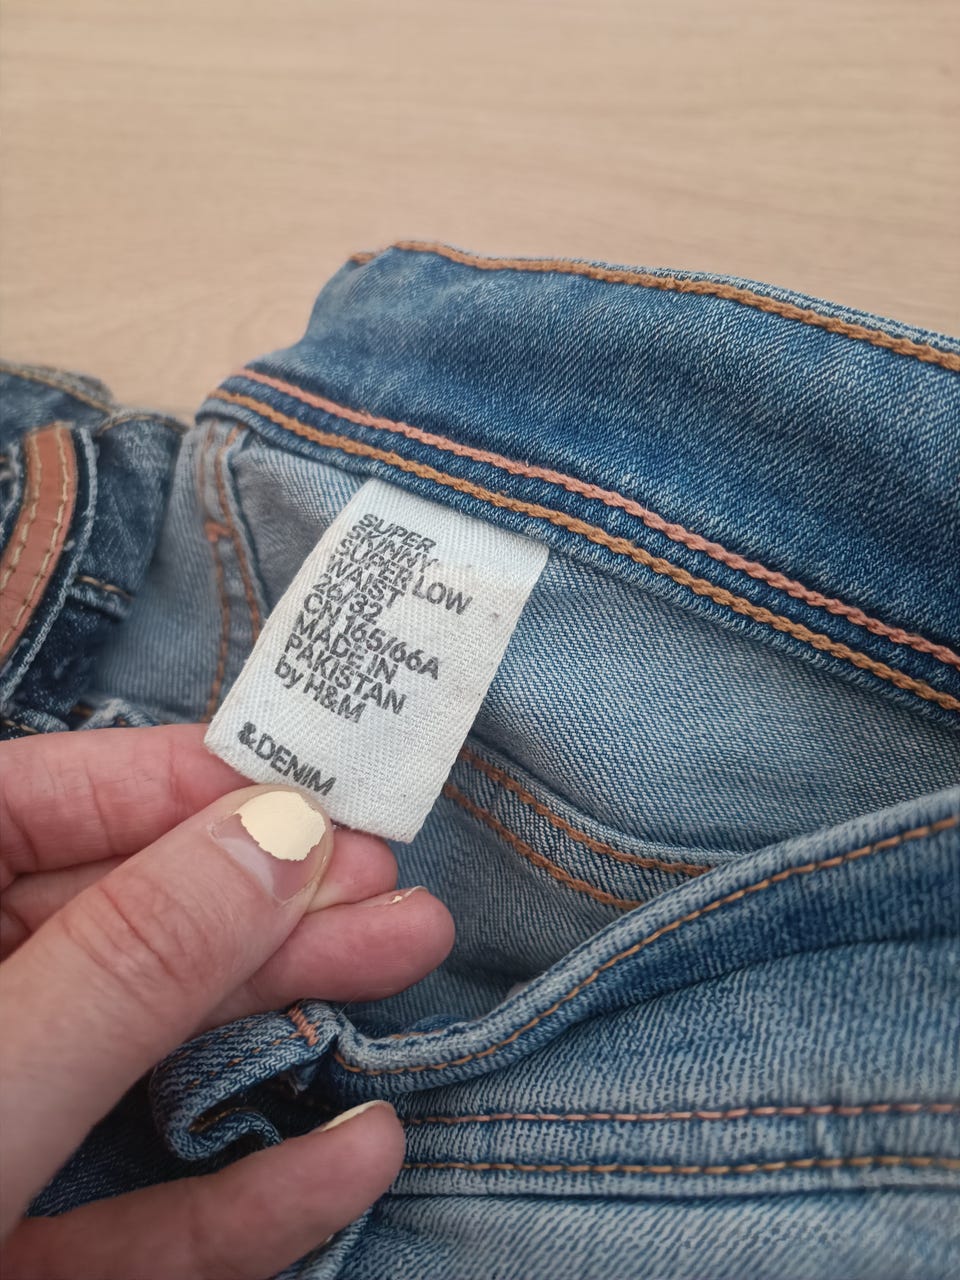 SUPER
SKINNY
SUPER LOW
WAIST
26/32
CN 165/66A
MADE IN
PAKISTAN
by H&M
&DENIM